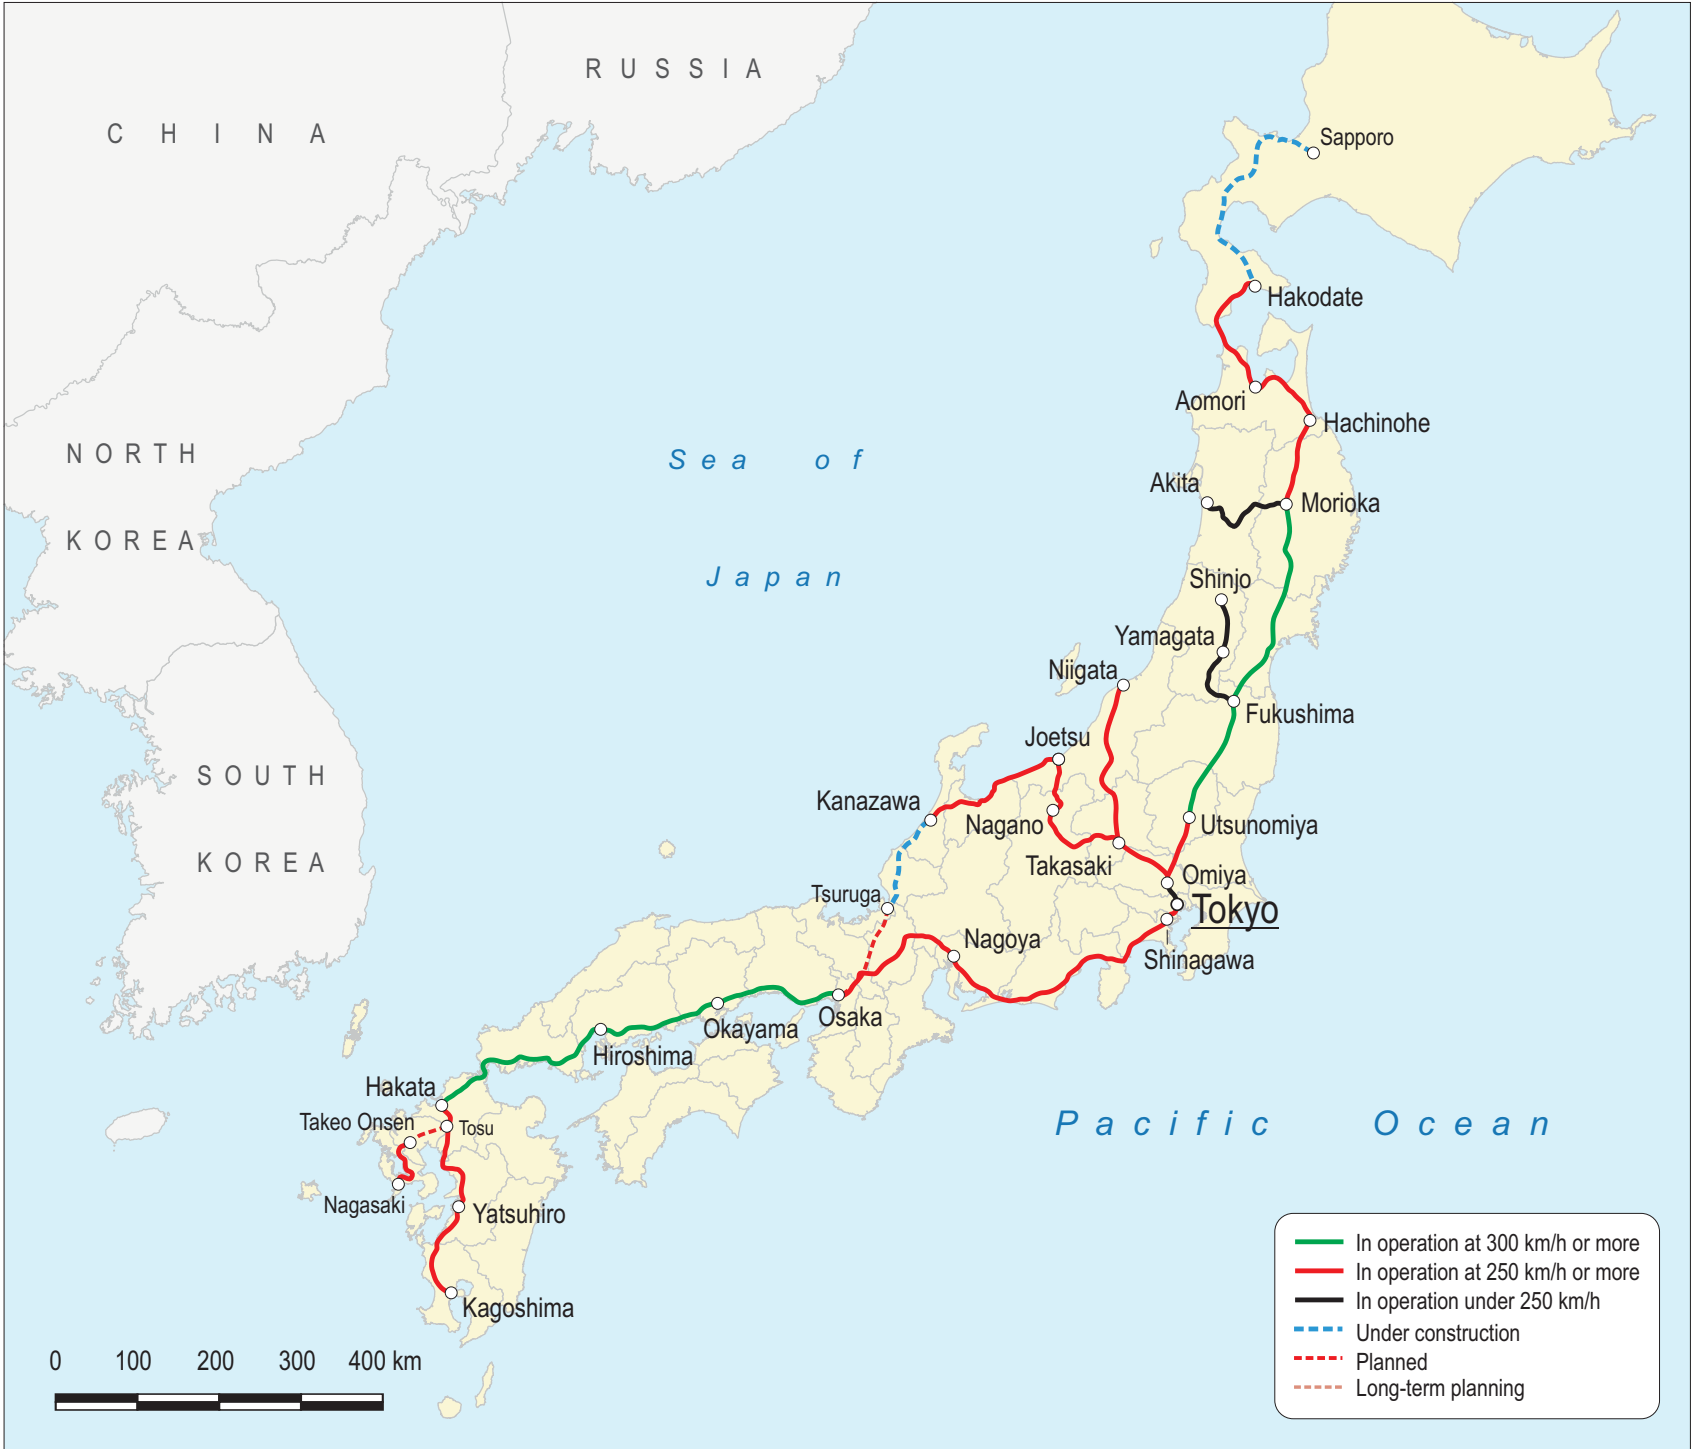 RUSSIA
CHINA
Sapporo
Hakodate
Aomori
Hachinohe
NORTH
KOREA
Sea of
Japan
Akita
Morioka
Shinjo
Yamagata
Niigata
Fukushima
Joetsu
SOUTH
KOREA
Kanazawa
Nagano
Utsunomiya
Takasaki
Omiya
Tsuruga
Tokyo
Nagoya
Shinagawa
Okayama
Osaka
Hiroshima
Hakata
Takeo Onsen
Tosu
Pacific Ocean
Nagasaki
Yatsuhiro
Kagoshima
In operation at 300 km/h or more
In operation at 250 km/h or more
In operation under 250 km/h
Under construction
Planned
Long-term planning
0 100 200 300 400 km